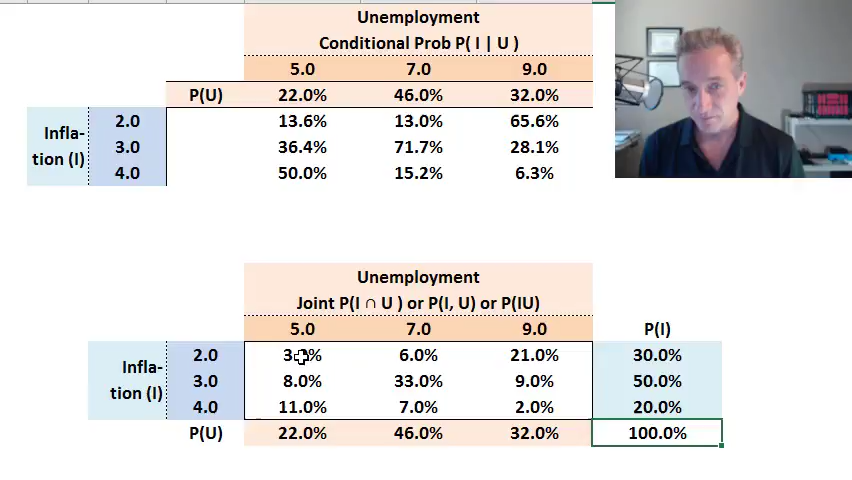 Unemployment
Conditional Prob P( I | U )
5.0 7.0 9.0
P(U) 22.0% 46.0% 32.0%
Infla-
tion (I)
2.0 13.6% 13.0% 65.6%
3.0 36.4% 71.7% 28.1%
4.0 50.0% 15.2% 6.3%
Unemployment
Joint P(I ∩ U ) or P(I, U) or P(IU)
5.0 7.0 9.0 P(I)
Infla-
tion (I)
2.0 6.0% 21.0% 30.0%
3.0 8.0% 33.0% 9.0% 50.0%
4.0 11.0% 7.0% 2.0% 20.0%
P(U) 22.0% 46.0% 32.0% 100.0%